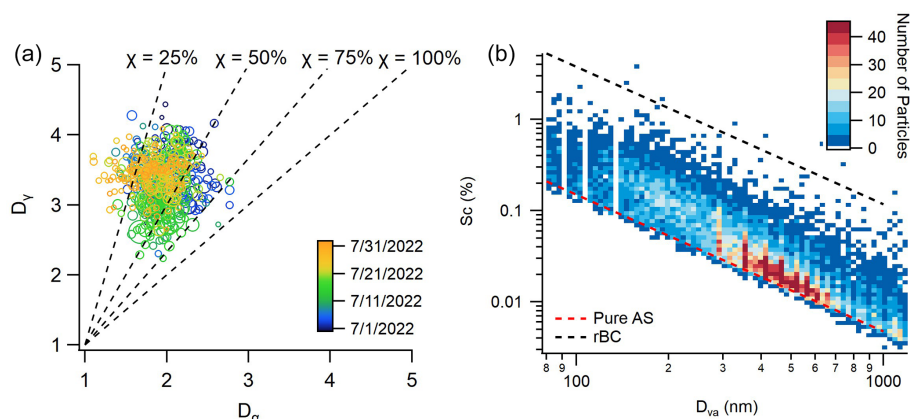 (a)
χ = 25%
χ = 50%
χ = 75%
χ = 100%
5
4
3
2
1
Dγ
7/31/2022
7/21/2022
7/11/2022
7/1/2022
1
2
3
4
5
Dα
(b)
40
30
20
10
0
Number of Particles
1
0.1
0.01
Sc (%)
Pure AS
rBC
8
9
100
2
3
4
5
6
7
8
9
1000
Dva (nm)